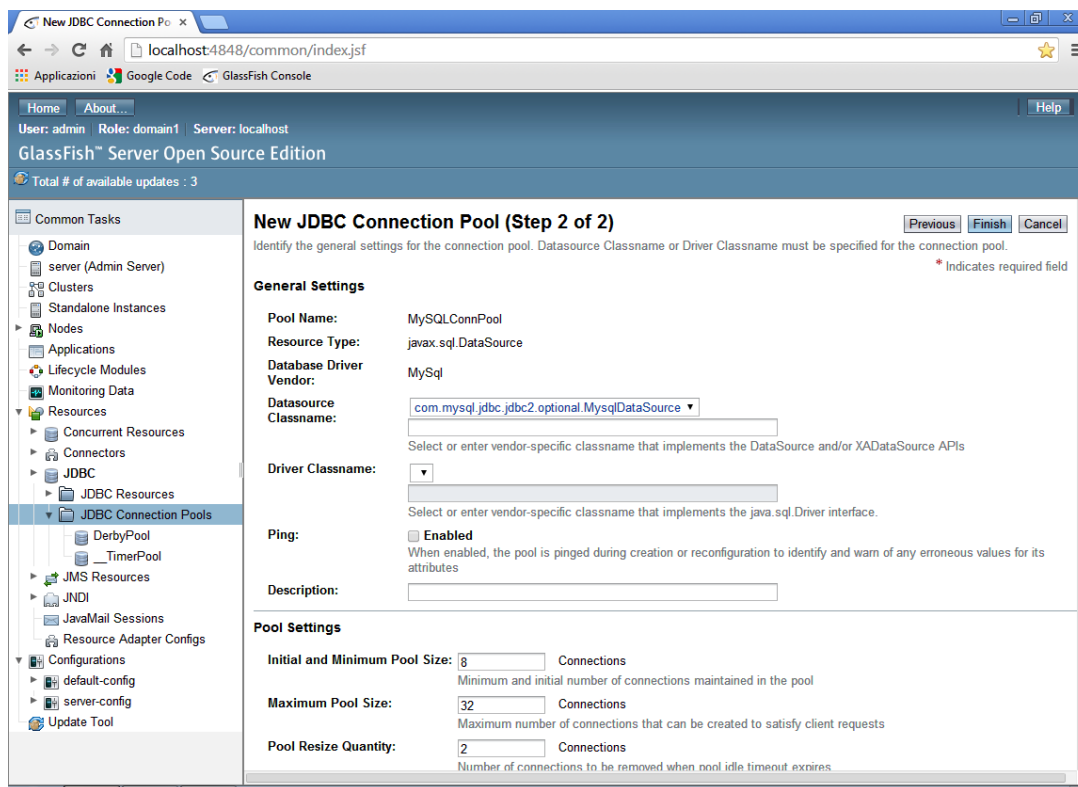 New JDBC Connection Po
localhost:4848/common/index.jsf
Applicazioni Google Code GlassFish Console
Home About... Help
User: admin Role: domain1 Server: localhost
GlassFish™ Server Open Source Edition
Total # of available updates : 3
Common Tasks
Domain
server (Admin Server)
Clusters
Standalone Instances
Nodes
Applications
Lifecycle Modules
Monitoring Data
Resources
Concurrent Resources
Connectors
JDBC
JDBC Resources
JDBC Connection Pools
DerbyPool
__TimerPool
JMS Resources
JNDI
JavaMail Sessions
Resource Adapter Configs
Configurations
default-config
server-config
Update Tool
New JDBC Connection Pool (Step 2 of 2)
Previous Finish Cancel
Identify the general settings for the connection pool. Datasource Classname or Driver Classname must be specified for the connection pool.
* Indicates required field
General Settings
Pool Name: MySQLConnPool
Resource Type: javax.sql.DataSource
Database Driver
Vendor: MySql
Datasource
Classname: com.mysql.jdbc.jdbc2.optional.MysqlDataSource
Select or enter vendor-specific classname that implements the DataSource and/or XADataSource APIs
Driver Classname:
Select or enter vendor-specific classname that implements the java.sql.Driver interface.
Ping: Enabled
When enabled, the pool is pinged during creation or reconfiguration to identify and warn of any erroneous values for its
attributes
Description:
Pool Settings
Initial and Minimum Pool Size: 8 Connections
Minimum and initial number of connections maintained in the pool
Maximum Pool Size: 32 Connections
Maximum number of connections that can be created to satisfy client requests
Pool Resize Quantity: 2 Connections
Number of connections to be removed when pool idle timeout expires